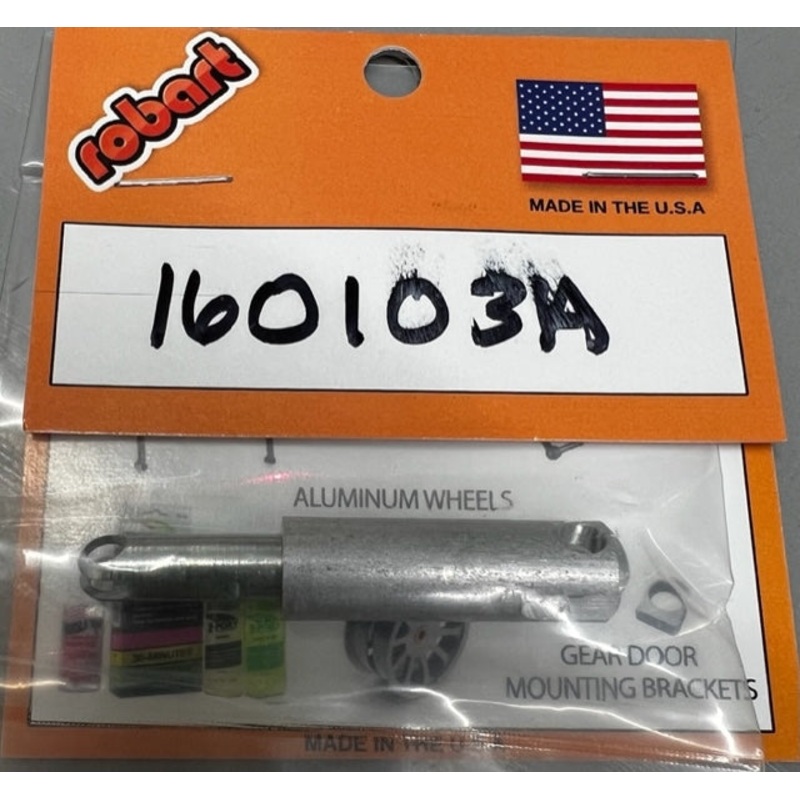 robart
MADE IN THE U.S.A
160103A
ALUMINUM WHEELS
GEAR DOOR
MOUNTING BRACKETS
MADE IN THE U.S.A